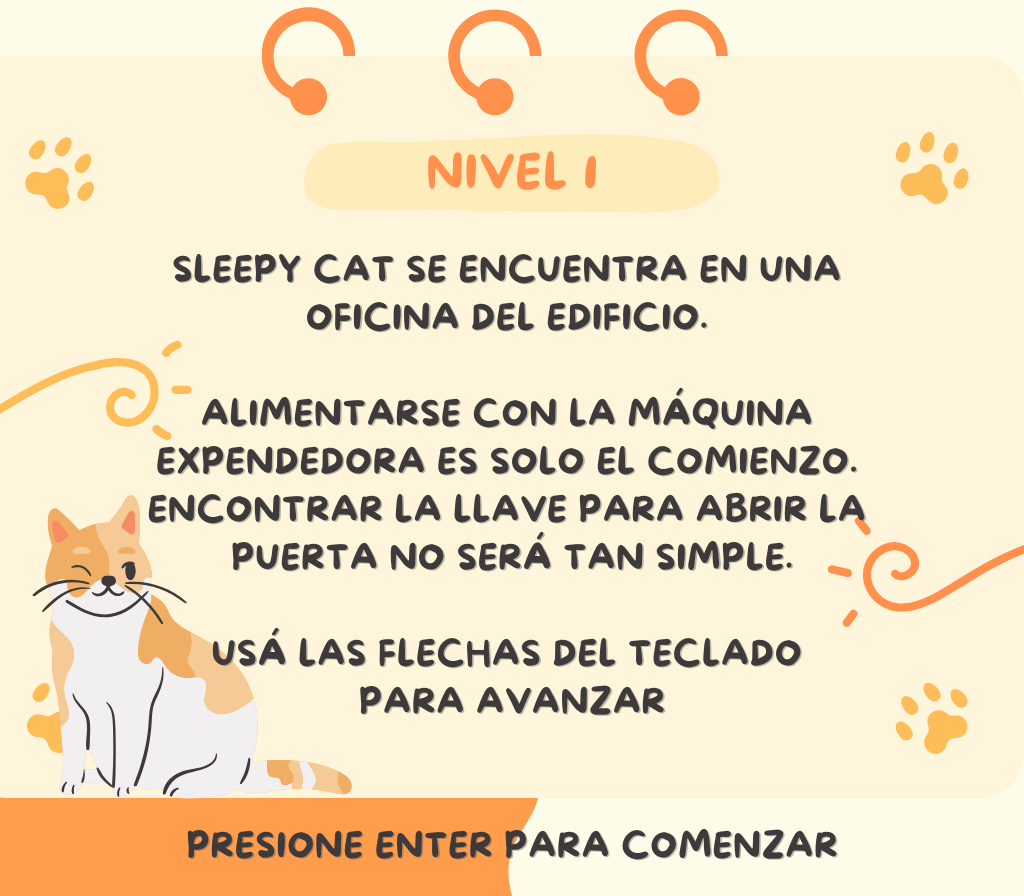 NIVEL 1
SLEEPY CAT SE ENCUENTRA EN UNA
OFICINA DEL EDIFICIO.
ALIMENTARSE CON LA MÁQUINA
EXPENDEDORA ES SOLO EL COMIENZO.
ENCONTRAR LA LLAVE PARA ABRIR LA
PUERTA NO SERÁ TAN SIMPLE.
USÁ LAS FLECHAS DEL TECLADO
PARA AVANZAR
PRESIONE ENTER PARA COMENZAR